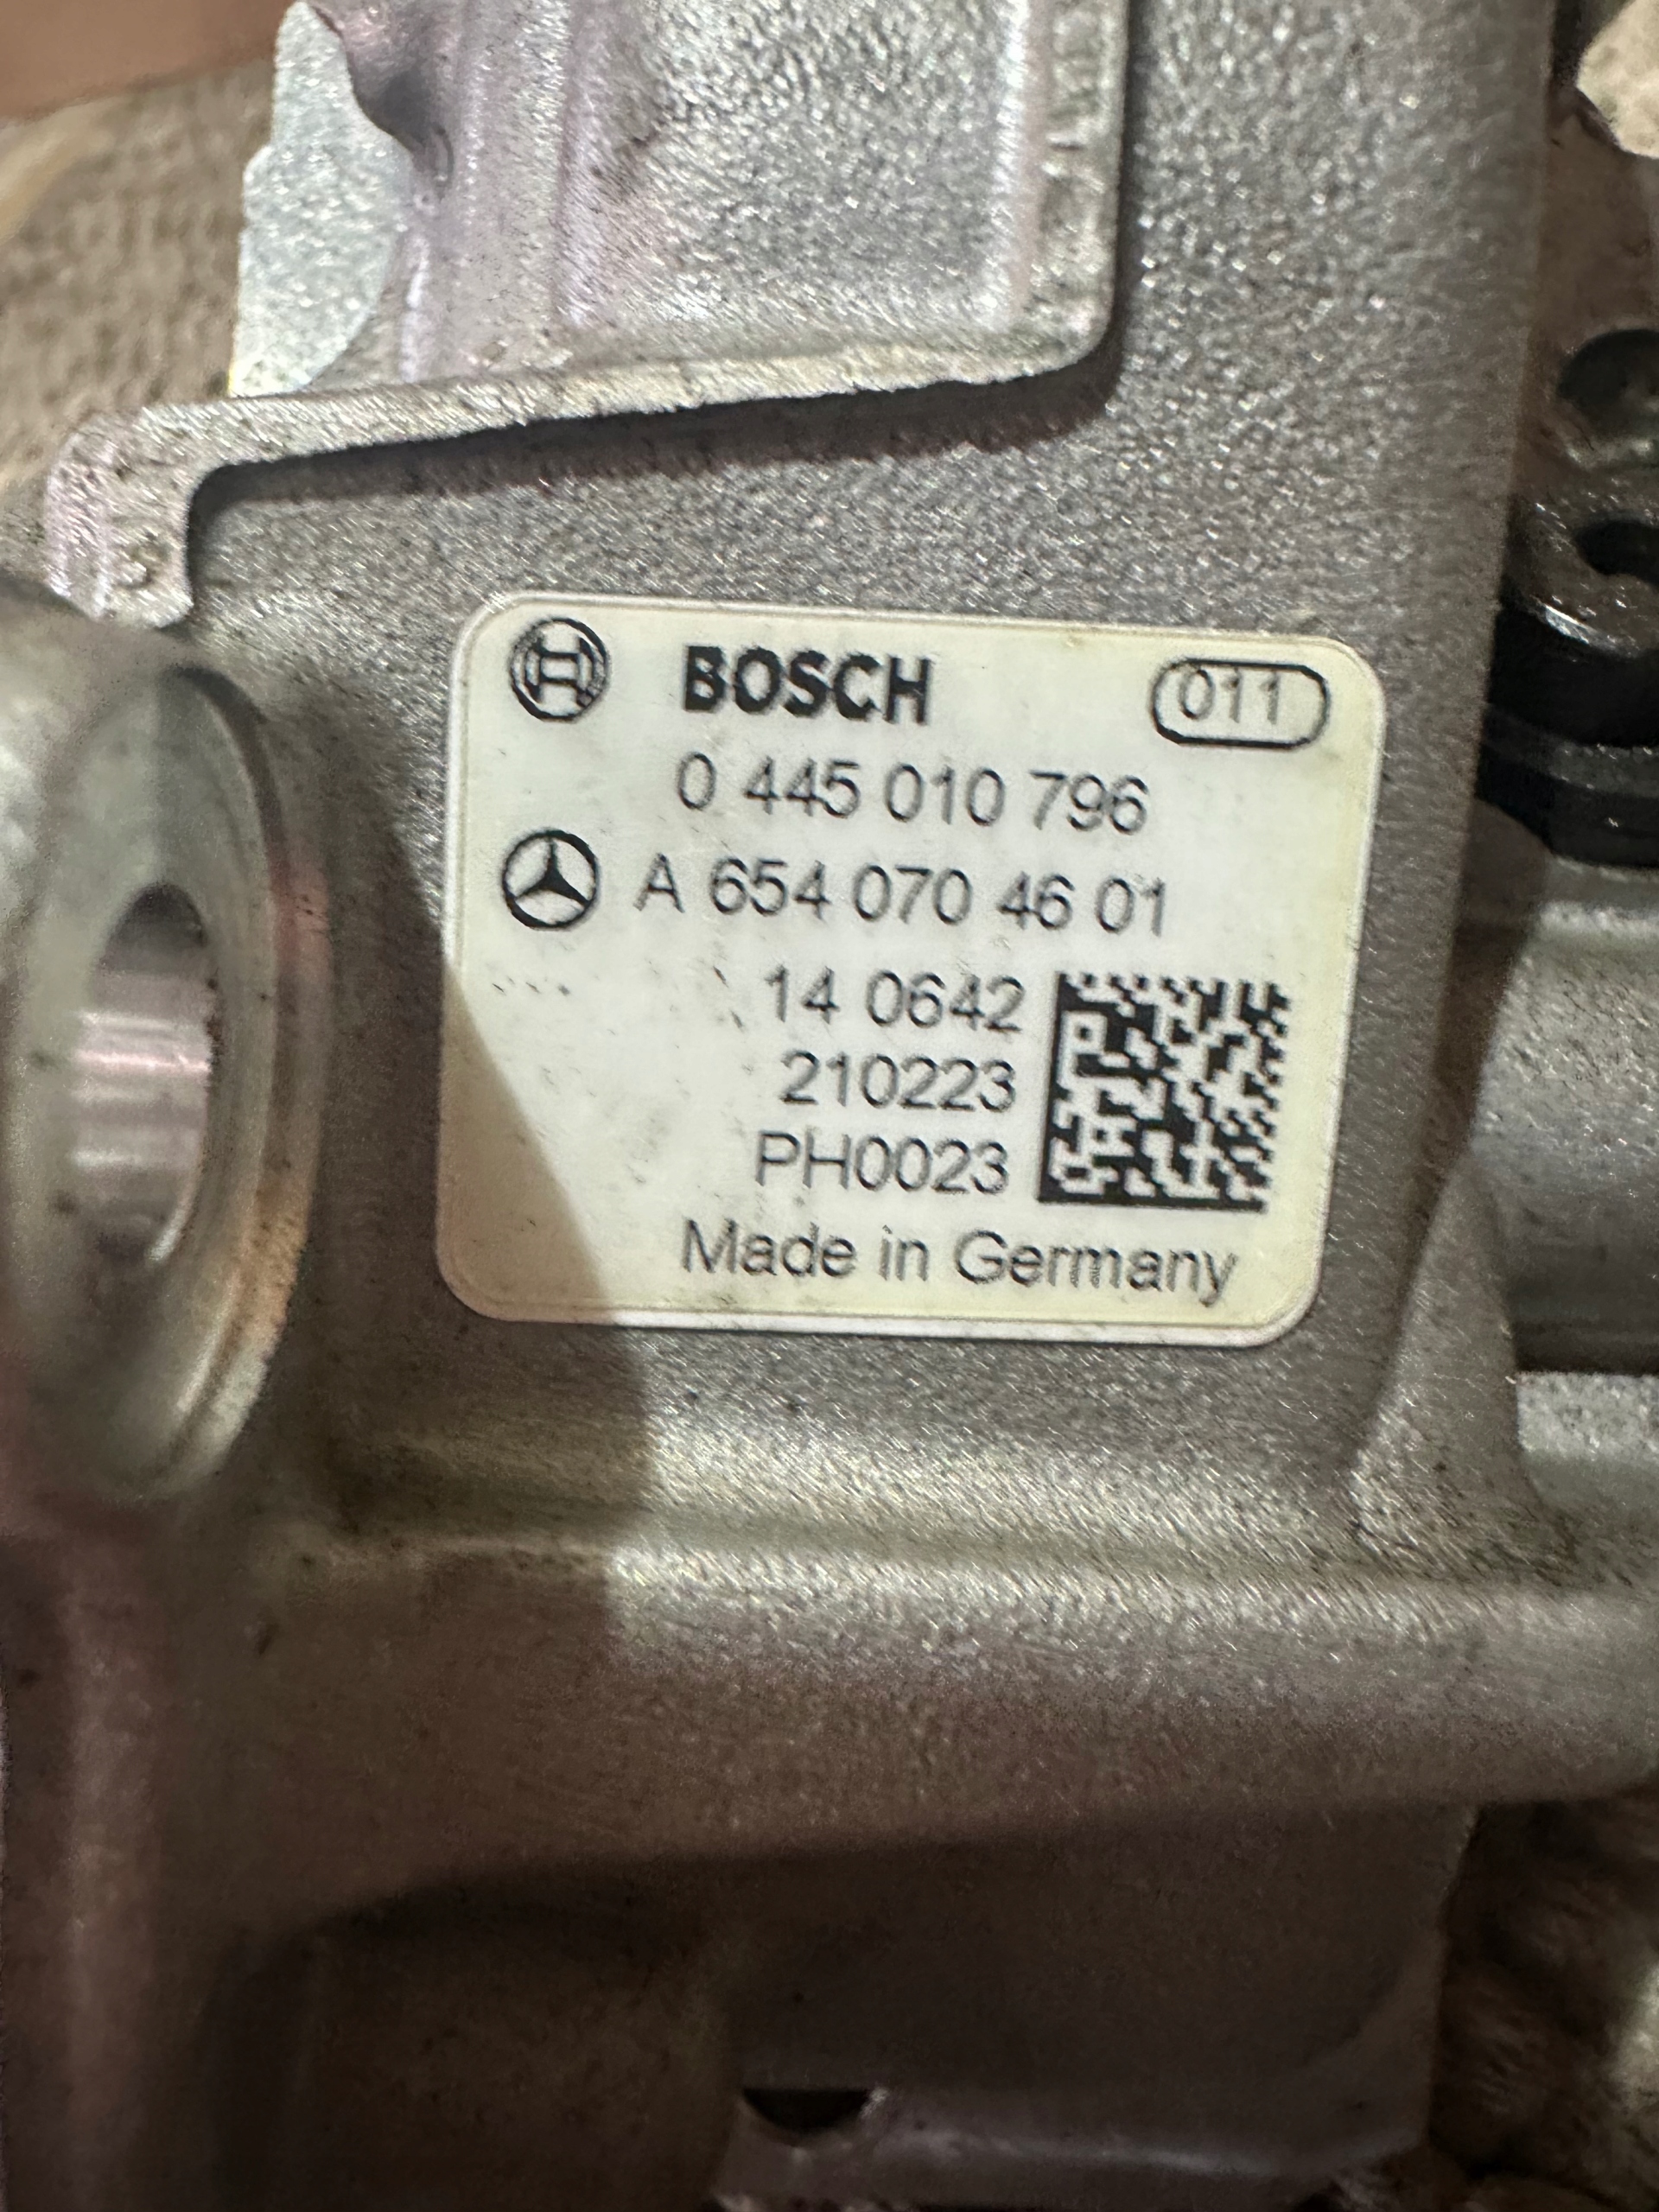 BOSCH 011
0 445 010 796
A 654 070 46 01
14 0642
210223
PH0023
Made in Germany